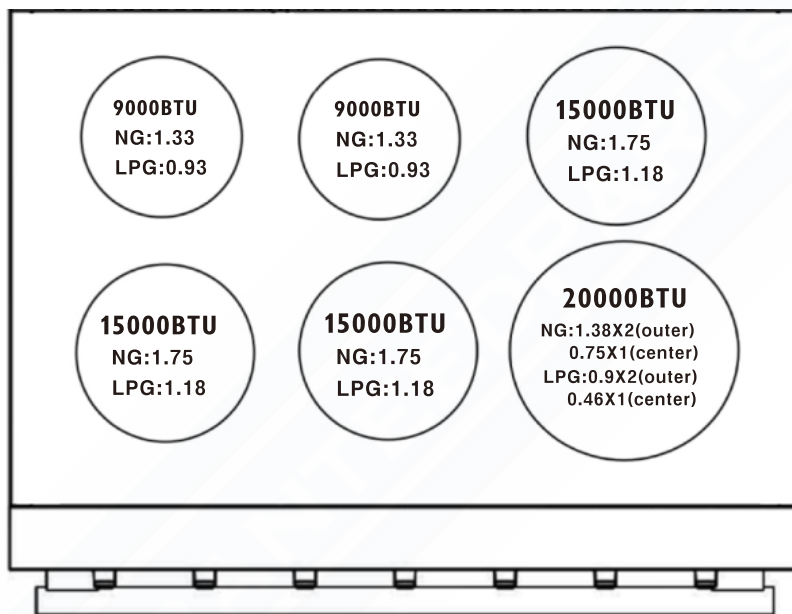 9000BTU
NG:1.33
LPG:0.93
9000BTU
NG:1.33
LPG:0.93
15000BTU
NG:1.75
LPG:1.18
15000BTU
NG:1.75
LPG:1.18
15000BTU
NG:1.75
LPG:1.18
20000BTU
NG:1.38X2(outer)
0.75X1(center)
LPG:0.9X2(outer)
0.46X1(center)